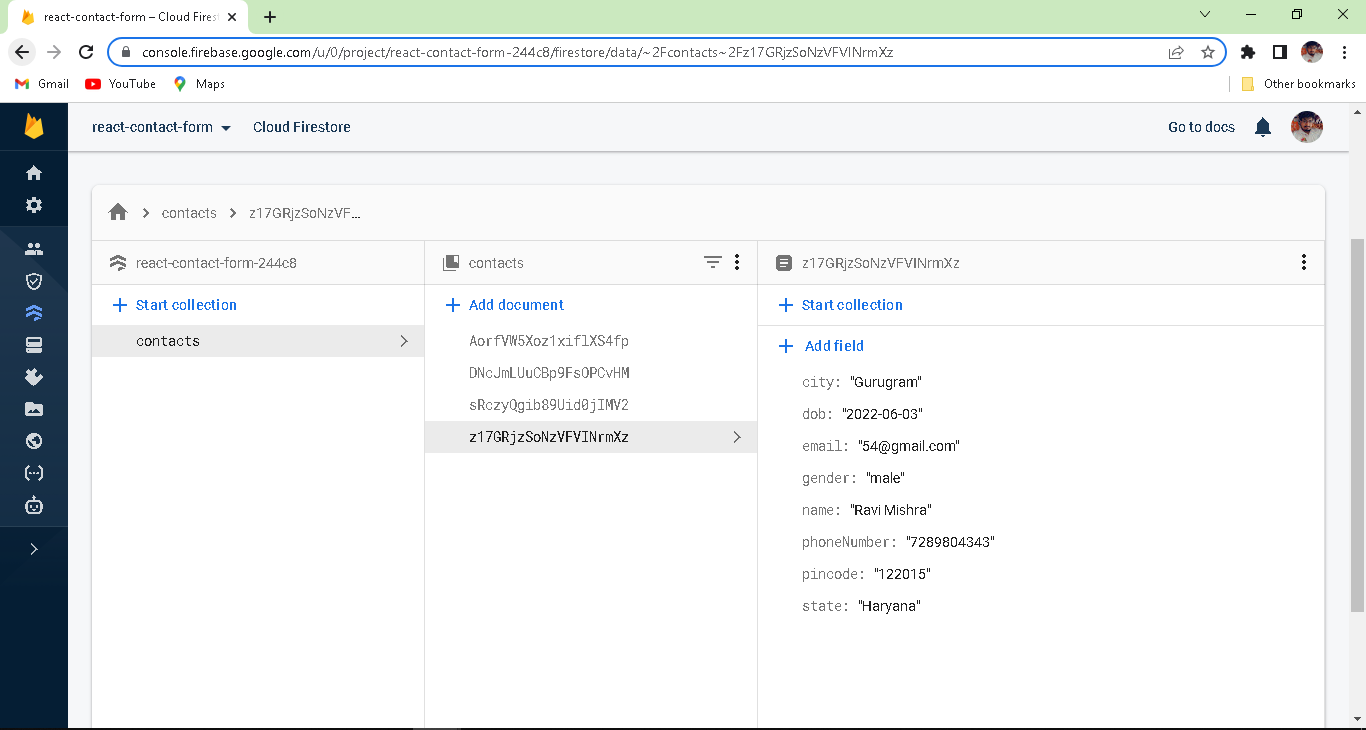 react-contact-form – Cloud Firest
console.firebase.google.com/u/0/project/react-contact-form-244c8/firestore/data/~2Fcontacts~2Fz17GRjzSoNzVFVINrmXz
Gmail YouTube Maps Other bookmarks
react-contact-form Cloud Firestore Go to docs
contacts z17GRjzSoNzVF...
react-contact-form-244c8
Start collection
contacts
contacts
Add document
AorfVW5Xoz1xiflXS4fp
DNcJmLUuCBp9FsOPCvHM
sRczyQgib89Uid0jIMV2
z17GRjzSoNzVFVINrmXz
z17GRjzSoNzVFVINrmXz
Start collection
Add field
city: "Gurugram"
dob: "2022-06-03"
email: "54@gmail.com"
gender: "male"
name: "Ravi Mishra"
phoneNumber: "7289804343"
pincode: "122015"
state: "Haryana"